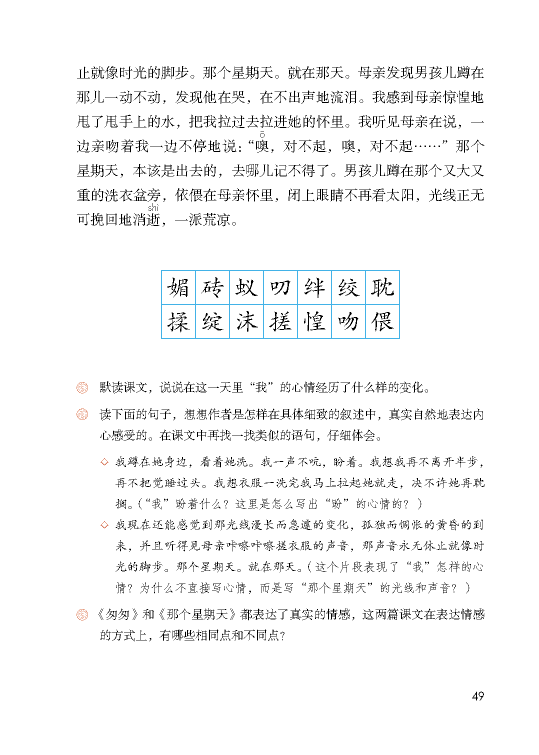 止就像时光的脚步。那个星期天。就在那天。母亲发现男孩儿蹲在
那儿一动不动，发现他在哭，在不出声地流泪。我感到母亲惊惶地
甩了甩手上的水，把我拉过去拉进她的怀里。我听见母亲在说，一
ō
边亲吻着我一边不停地说：“噢，对不起，噢，对不起……”那个
星期天，本该是出去的，去哪儿记不得了。男孩儿蹲在那个又大又
重的洗衣盆旁，依偎在母亲怀里，闭上眼睛不再看太阳，光线正无
shì
可挽回地消逝，一派荒凉。
媚 砖 蚁 叨 绊 绞 耽
揉 绽 沫 搓 惶 吻 偎
默读课文，说说在这一天里“我”的心情经历了什么样的变化。
读下面的句子，想想作者是怎样在具体细致的叙述中，真实自然地表达内
心感受的。在课文中再找一找类似的语句，仔细体会。
◇ 我蹲在她身边，看着她洗。我一声不吭，盼着。我想我再不离开半步，
再不把觉睡过头。我想衣服一洗完我马上拉起她就走，决不许她再耽
搁。（“我”盼着什么？这里是怎么写出“盼”的心情的？）
◇ 我现在还能感觉到那光线漫长而急遽的变化，孤独而惆怅的黄昏的到
来，并且听得见母亲咔嚓咔嚓搓衣服的声音，那声音永无休止就像时
光的脚步。那个星期天。就在那天。（这个片段表现了“我”怎样的心
情？为什么不直接写心情，而是写“那个星期天”的光线和声音？）
《匆匆》和《那个星期天》都表达了真实的情感，这两篇课文在表达情感
的方式上，有哪些相同点和不同点？
49